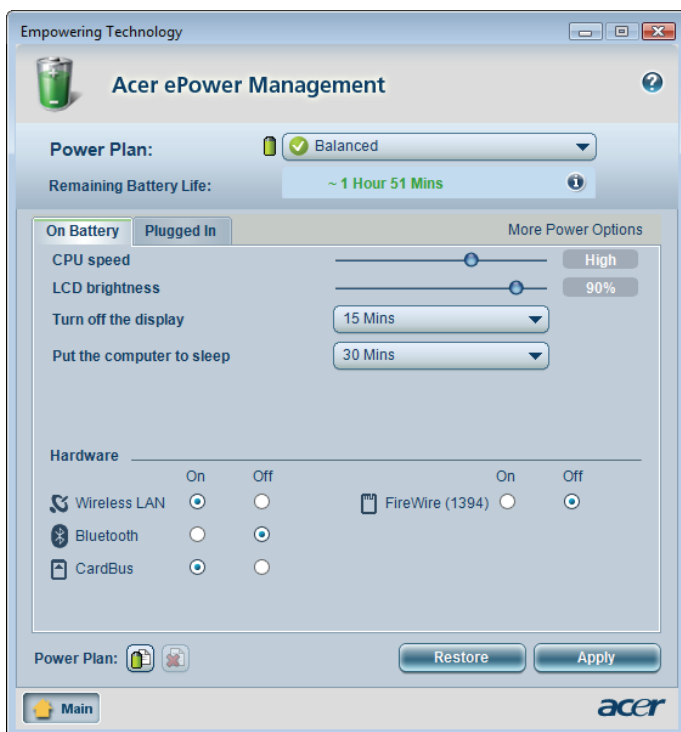 Empowering Technology
Acer ePower Management
Power Plan: Balanced
Remaining Battery Life: ~ 1 Hour 51 Mins
On Battery Plugged In More Power Options
CPU speed High
LCD brightness 90%
Turn off the display 15 Mins
Put the computer to sleep 30 Mins
Hardware
On Off On Off
Wireless LAN FireWire (1394)
Bluetooth
CardBus
Power Plan: Restore Apply
Main acer